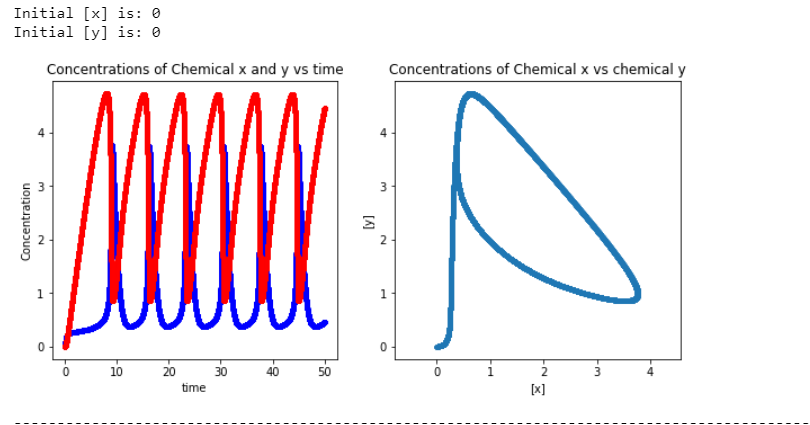 Initial [x] is: 0
Initial [y] is: 0
Concentrations of Chemical x and y vs time
Concentrations of Chemical x vs chemical y
Concentration
4
3
2
1
0
0 10 20 30 40 50
time
[y]
4
3
2
1
0
0 1 2 3 4
[x]